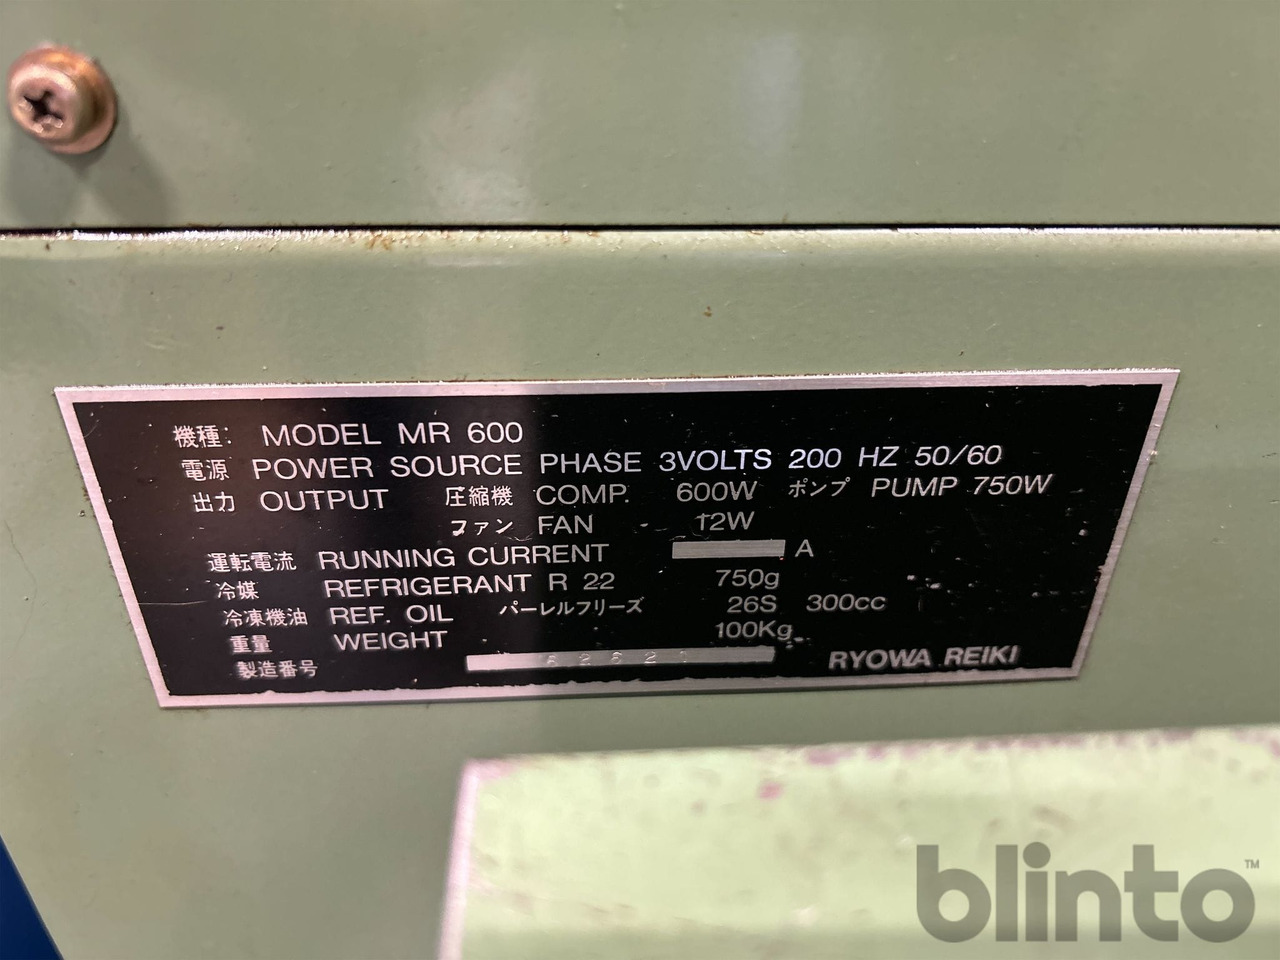 機種: MODEL MR 600
電源 POWER SOURCE PHASE 3VOLTS 200 HZ 50/60
出力 OUTPUT 圧縮機 COMP. 600W ポンプ PUMP 750W
ファン FAN 12W
運転電流 RUNNING CURRENT A
冷媒 REFRIGERANT R 22 750g
冷凍機油 REF. OIL バーレルフリーズ 26S 300cc
重量 WEIGHT 100Kg
製造番号
RYOWA REIKI
blinto™